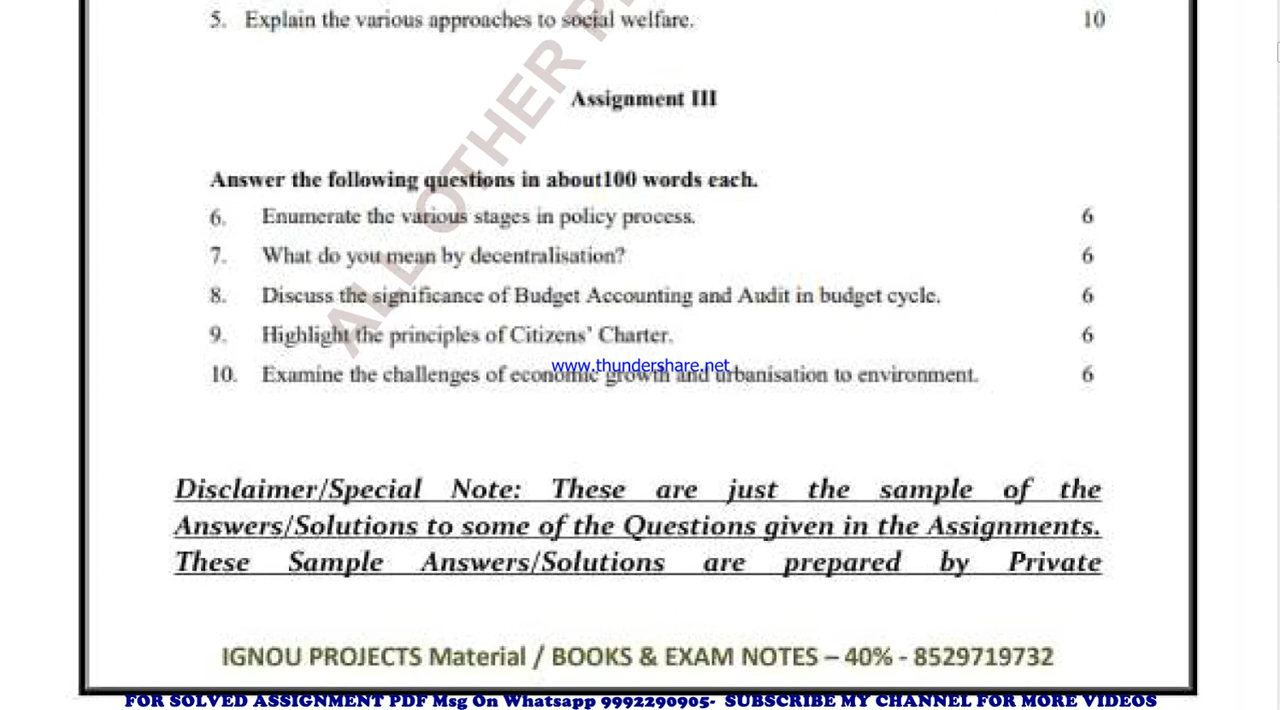 5. Explain the various approaches to social welfare. 10
ALL OTHER
Assignment III
Answer the following questions in about100 words each.
6. Enumerate the various stages in policy process. 6
7. What do you mean by decentralisation? 6
8. Discuss the significance of Budget Accounting and Audit in budget cycle. 6
9. Highlight the principles of Citizens' Charter. 6
www.thundershare.net
10. Examine the challenges of economic growth and urbanisation to environment. 6
Disclaimer/Special Note: These are just the sample of the
Answers/Solutions to some of the Questions given in the Assignments.
These Sample Answers/Solutions are prepared by Private
IGNOU PROJECTS Material / BOOKS & EXAM NOTES – 40% - 8529719732
FOR SOLVED ASSIGNMENT PDF Msg On Whatsapp 9992290905- SUBSCRIBE MY CHANNEL FOR MORE VIDEOS